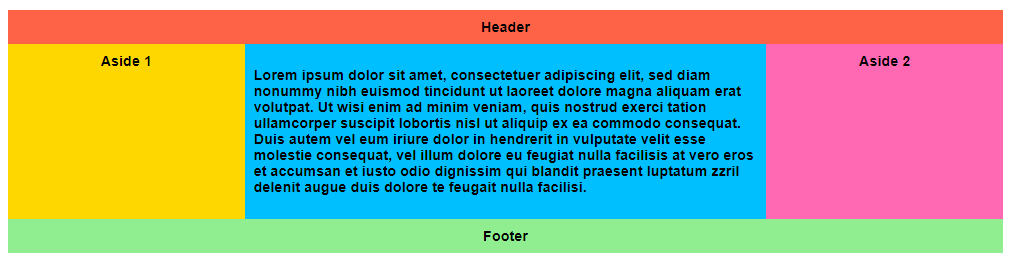 Header
Aside 1
Lorem ipsum dolor sit amet, consectetuer adipiscing elit, sed diam
nonummy nibh euismod tincidunt ut laoreet dolore magna aliquam erat
volutpat. Ut wisi enim ad minim veniam, quis nostrud exerci tation
ullamcorper suscipit lobortis nisl ut aliquip ex ea commodo consequat.
Duis autem vel eum iriure dolor in hendrerit in vulputate velit esse
molestie consequat, vel illum dolore eu feugiat nulla facilisis at vero eros
et accumsan et iusto odio dignissim qui blandit praesent luptatum zzril
delenit augue duis dolore te feugait nulla facilisi.
Aside 2
Footer